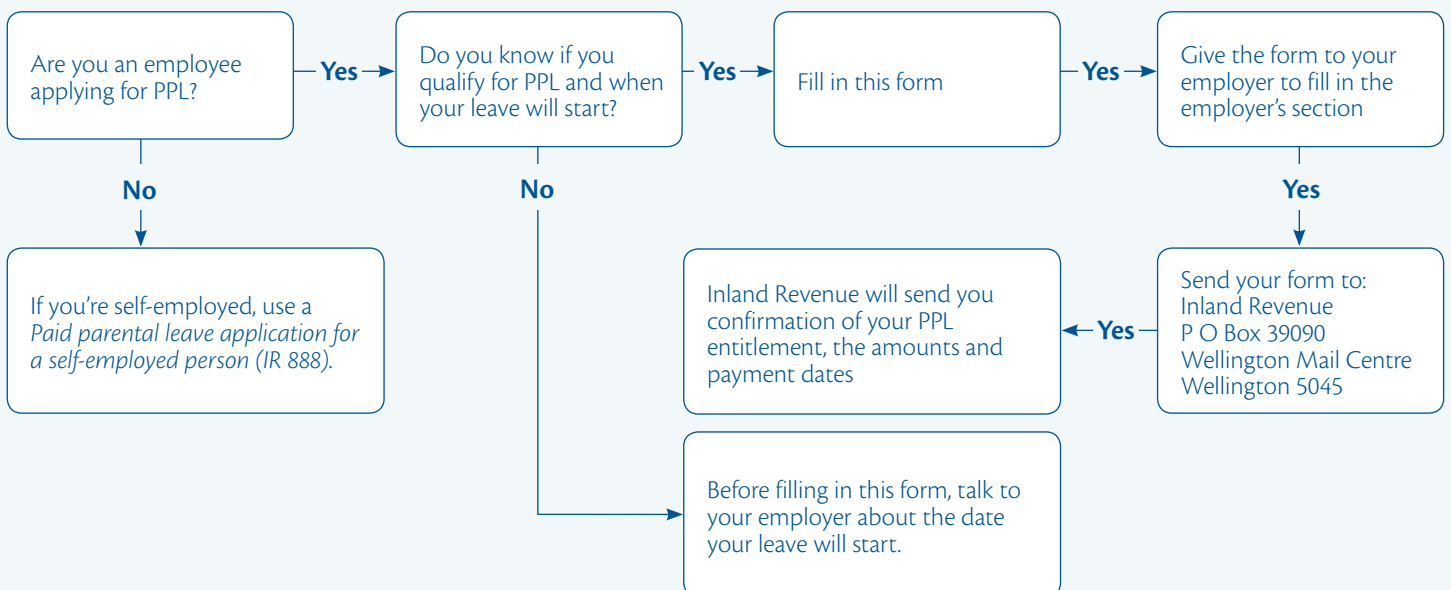 Are you an employee
applying for PPL?
Yes
Do you know if you
qualify for PPL and when
your leave will start?
Yes
Fill in this form
Yes
Give the form to your
employer to fill in the
employer's section
No
No
Yes
If you're self-employed, use a
Paid parental leave application for
a self-employed person (IR 888).
Inland Revenue will send you
confirmation of your PPL
entitlement, the amounts and
payment dates
Yes
Send your form to:
Inland Revenue
P O Box 39090
Wellington Mail Centre
Wellington 5045
Before filling in this form, talk to
your employer about the date
your leave will start.